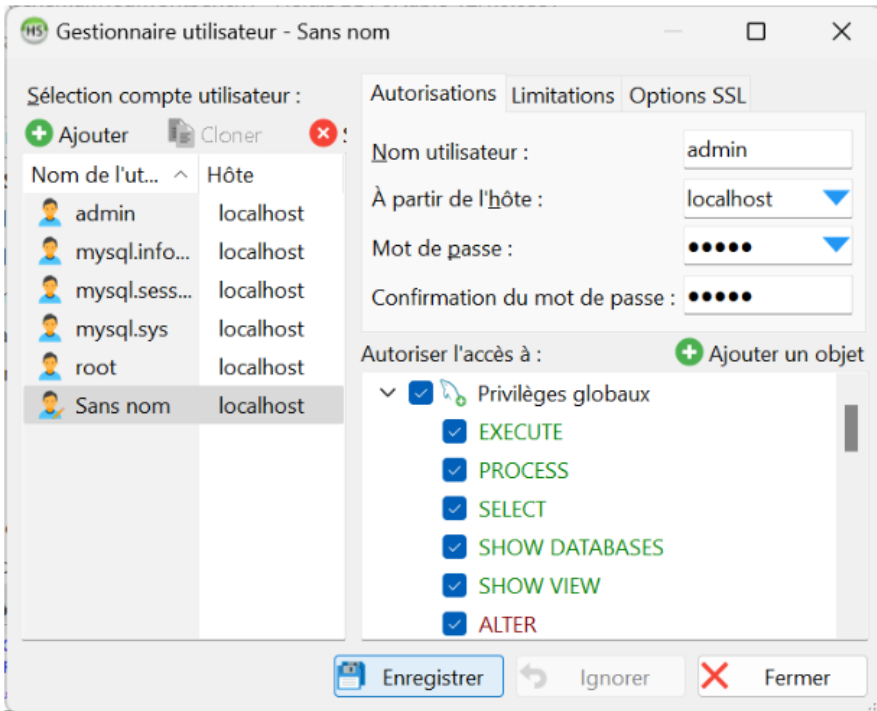 HS Gestionnaire utilisateur - Sans nom
Sélection compte utilisateur :
Ajouter Cloner
Nom de l'ut... Hôte
admin localhost
mysql.info... localhost
mysql.sess... localhost
mysql.sys localhost
root localhost
Sans nom localhost
Autorisations Limitations Options SSL
Nom utilisateur : admin
À partir de l'hôte : localhost
Mot de passe : •••••
Confirmation du mot de passe : •••••
Autoriser l'accès à : Ajouter un objet
Privilèges globaux
EXECUTE
PROCESS
SELECT
SHOW DATABASES
SHOW VIEW
ALTER
Enregistrer Ignorer Fermer